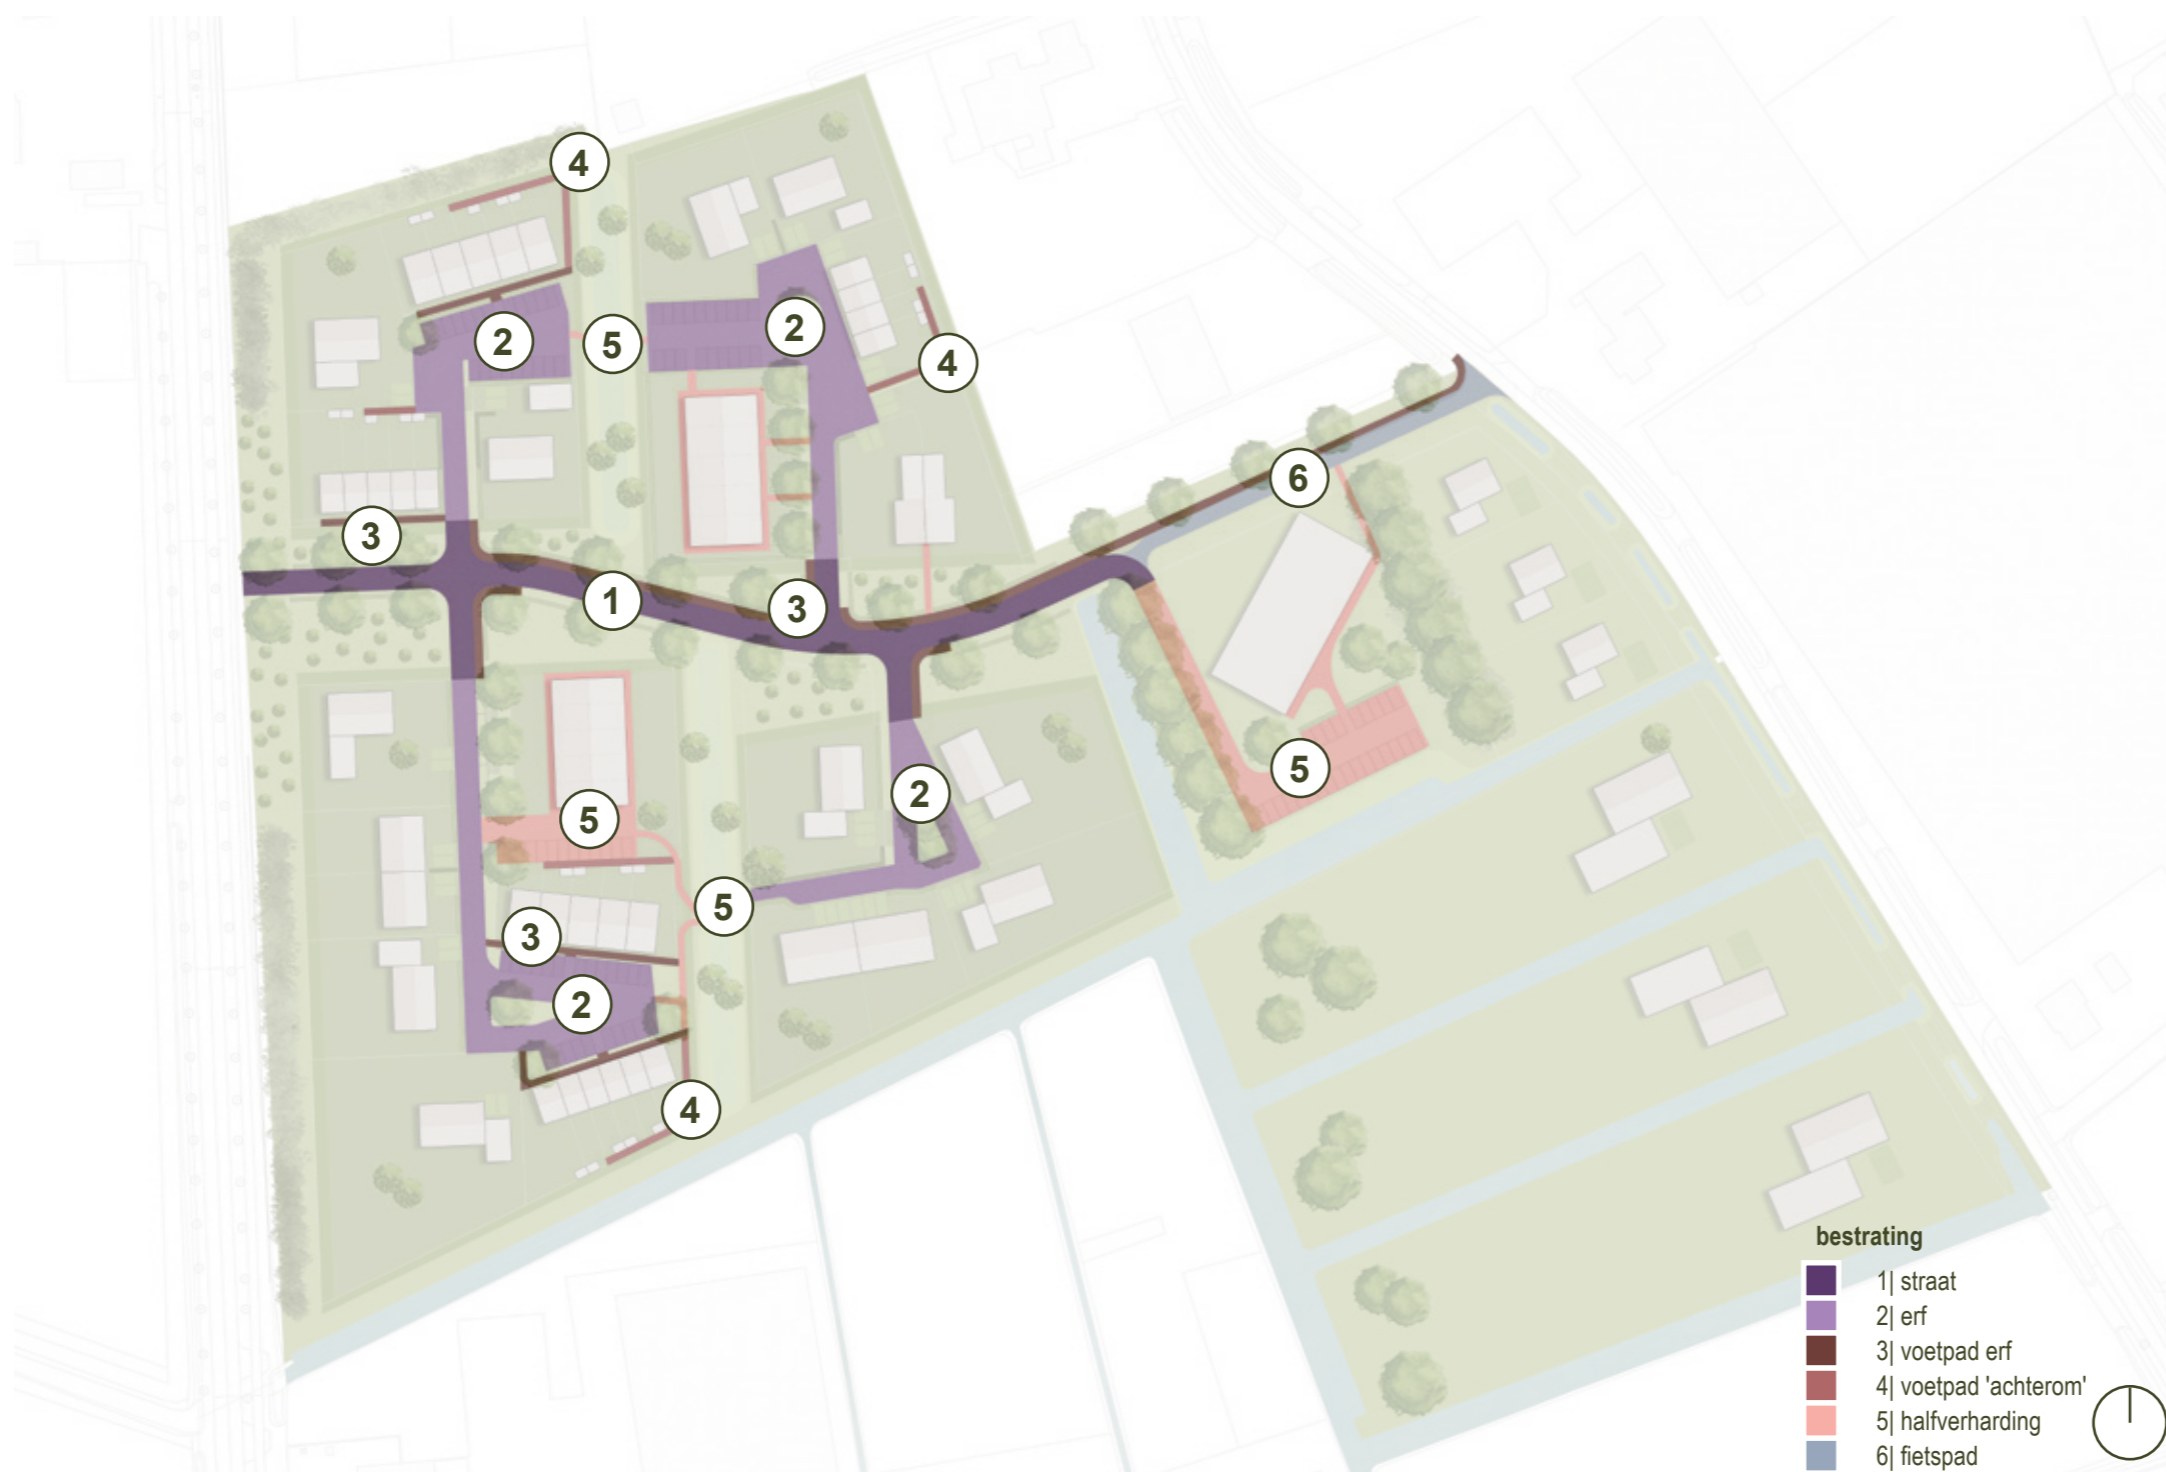 4
2
5
2
4
3
6
1
3
5
2
5
5
3
2
4
bestrating
1| straat
2| erf
3| voetpad erf
4| voetpad 'achterom'
5| halfverharding
6| fietspad